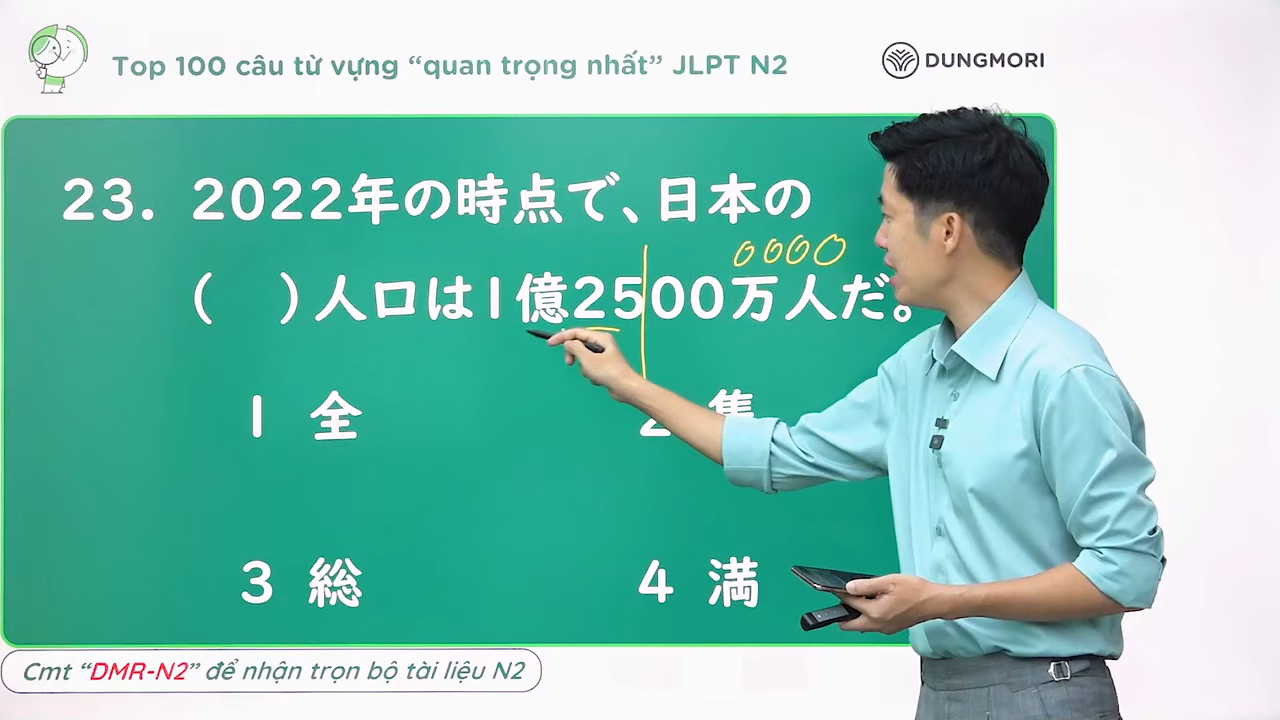 Top 100 câu từ vựng “quan trọng nhất” JLPT N2
DUNGMORI
23. 2022年の時点で、日本の
0000
(　)人口は1億2500万人だ。
1 全
2 集
3 総
4 満
Cmt “DMR-N2” để nhận trọn bộ tài liệu N2